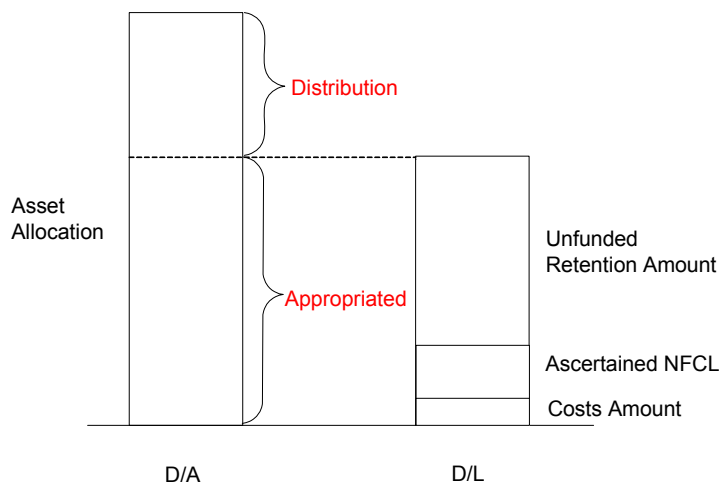 Distribution
Asset
Allocation
Unfunded
Retention Amount
Appropriated
Ascertained NFCL
Costs Amount
D/A
D/L